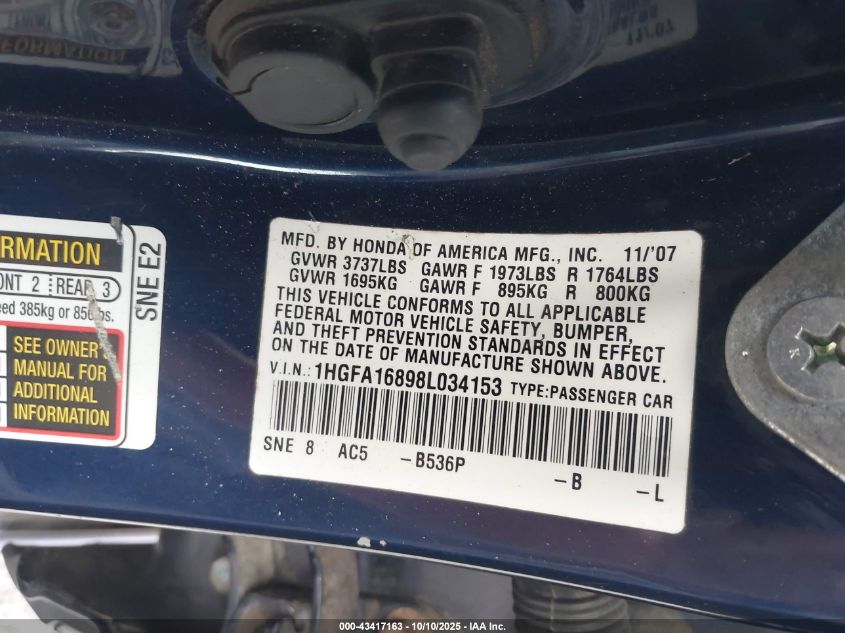 MFD. BY HONDA OF AMERICA MFG., INC. 11/'07
GVWR 3737LBS GAWR F 1973LBS R 1764LBS
GVWR 1695KG GAWR F 895KG R 800KG
THIS VEHICLE CONFORMS TO ALL APPLICABLE
FEDERAL MOTOR VEHICLE SAFETY, BUMPER,
AND THEFT PREVENTION STANDARDS IN EFFECT
ON THE DATE OF MANUFACTURE SHOWN ABOVE.
V.I.N.: 1HGFA16898L034153 TYPE:PASSENGER CAR
SNE 8 AC5 -B536P -B -L
RMATION
ONT 2 REAR 3
eed 385kg or 850lbs.
SEE OWNER'
MANUAL FOR
ADDITIONAL
INFORMATION
SNE E2
000-43417163 - 10/10/2025 - IAA Inc.